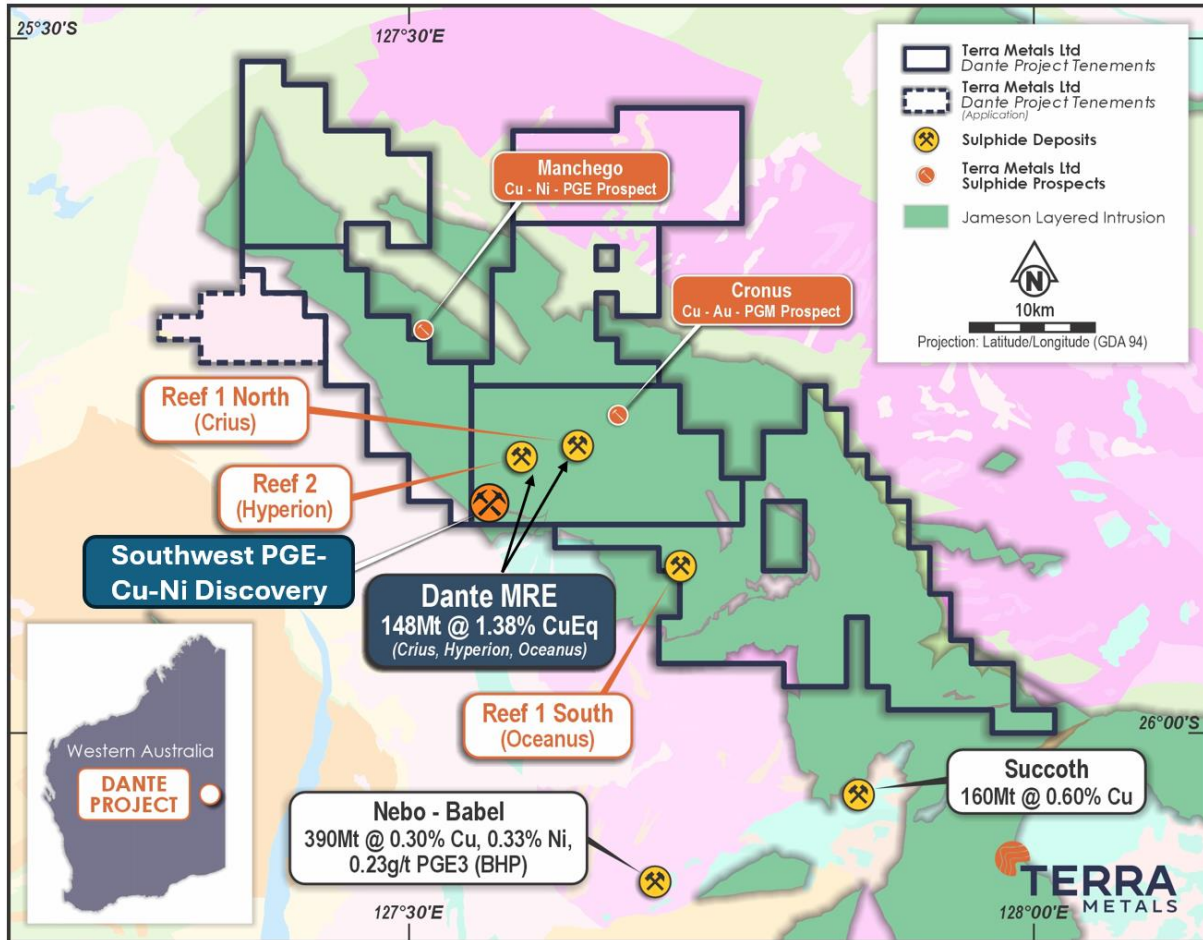 25°30'S
127°30'E
Terra Metals Ltd
Dante Project Tenements
Terra Metals Ltd
Dante Project Tenements
(Application)
Sulphide Deposits
Terra Metals Ltd
Sulphide Prospects
Jameson Layered Intrusion
N
10km
Projection: Latitude/Longitude (GDA 94)
Manchego
Cu - Ni - PGE Prospect
Cronus
Cu - Au - PGM Prospect
Reef 1 North
(Crius)
Reef 2
(Hyperion)
Southwest PGE-
Cu-Ni Discovery
Dante MRE
148Mt @ 1.38% CuEq
(Crius, Hyperion, Oceanus)
Reef 1 South
(Oceanus)
26°00'S
Western Australia
DANTE
PROJECT
Nebo - Babel
390Mt @ 0.30% Cu, 0.33% Ni,
0.23g/t PGE3 (BHP)
Succoth
160Mt @ 0.60% Cu
TERRA
METALS
127°30'E
128°00'E